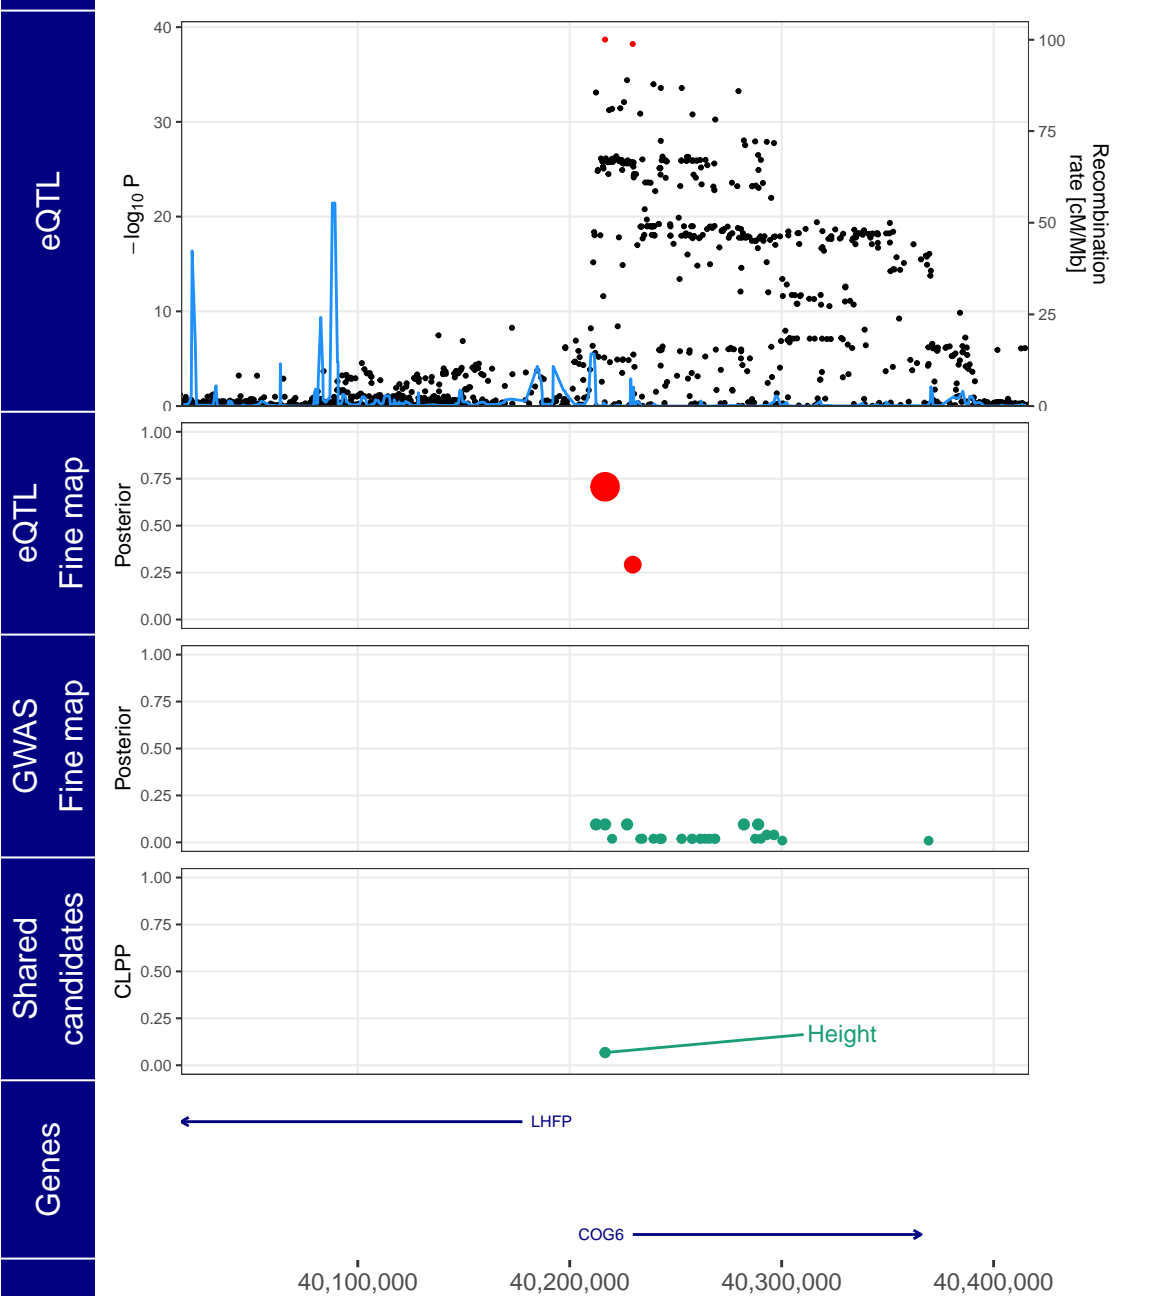 eQTL
− log10 P
40
30
20
10
0
100
75
50
25
0
Recombination
rate [cM/Mb]
eQTL
Fine map
Posterior
1.00
0.75
0.50
0.25
0.00
GWAS
Fine map
Posterior
1.00
0.75
0.50
0.25
0.00
Shared
candidates
CLPP
1.00
0.75
0.50
0.25
0.00
Height
Genes
LHFP
COG6
40,100,000
40,200,000
40,300,000
40,400,000